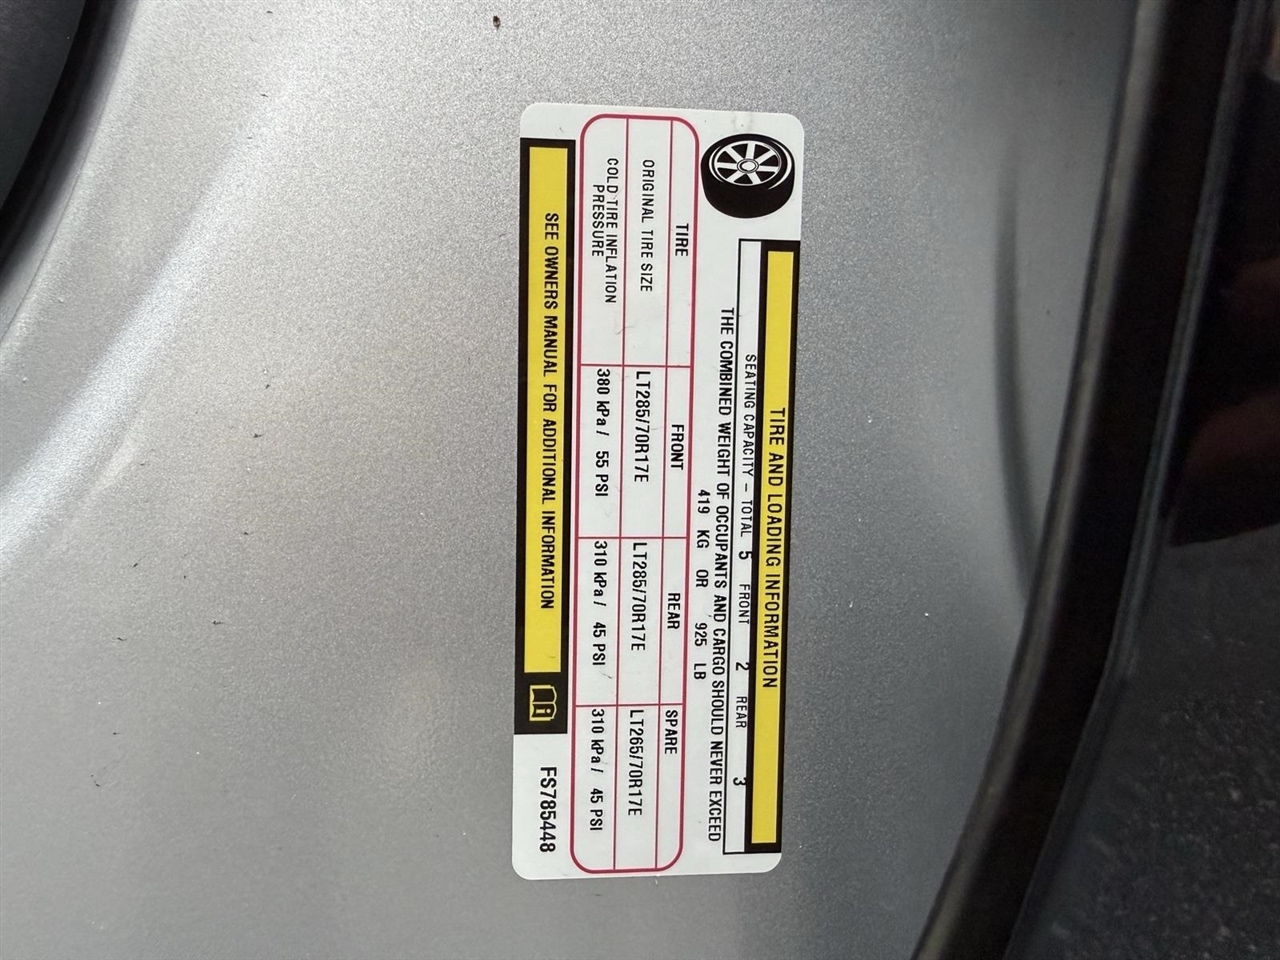 TIRE AND LOADING INFORMATION
SEATING CAPACITY – TOTAL 5 FRONT 2 REAR 3
THE COMBINED WEIGHT OF OCCUPANTS AND CARGO SHOULD NEVER EXCEED
419 KG OR 925 LB
TIRE FRONT REAR SPARE
ORIGINAL TIRE SIZE LT285/70R17E LT285/70R17E LT265/70R17E
COLD TIRE INFLATION
PRESSURE 380 kPa / 55 PSI 310 kPa / 45 PSI 310 kPa / 45 PSI
SEE OWNERS MANUAL FOR ADDITIONAL INFORMATION
FS785448